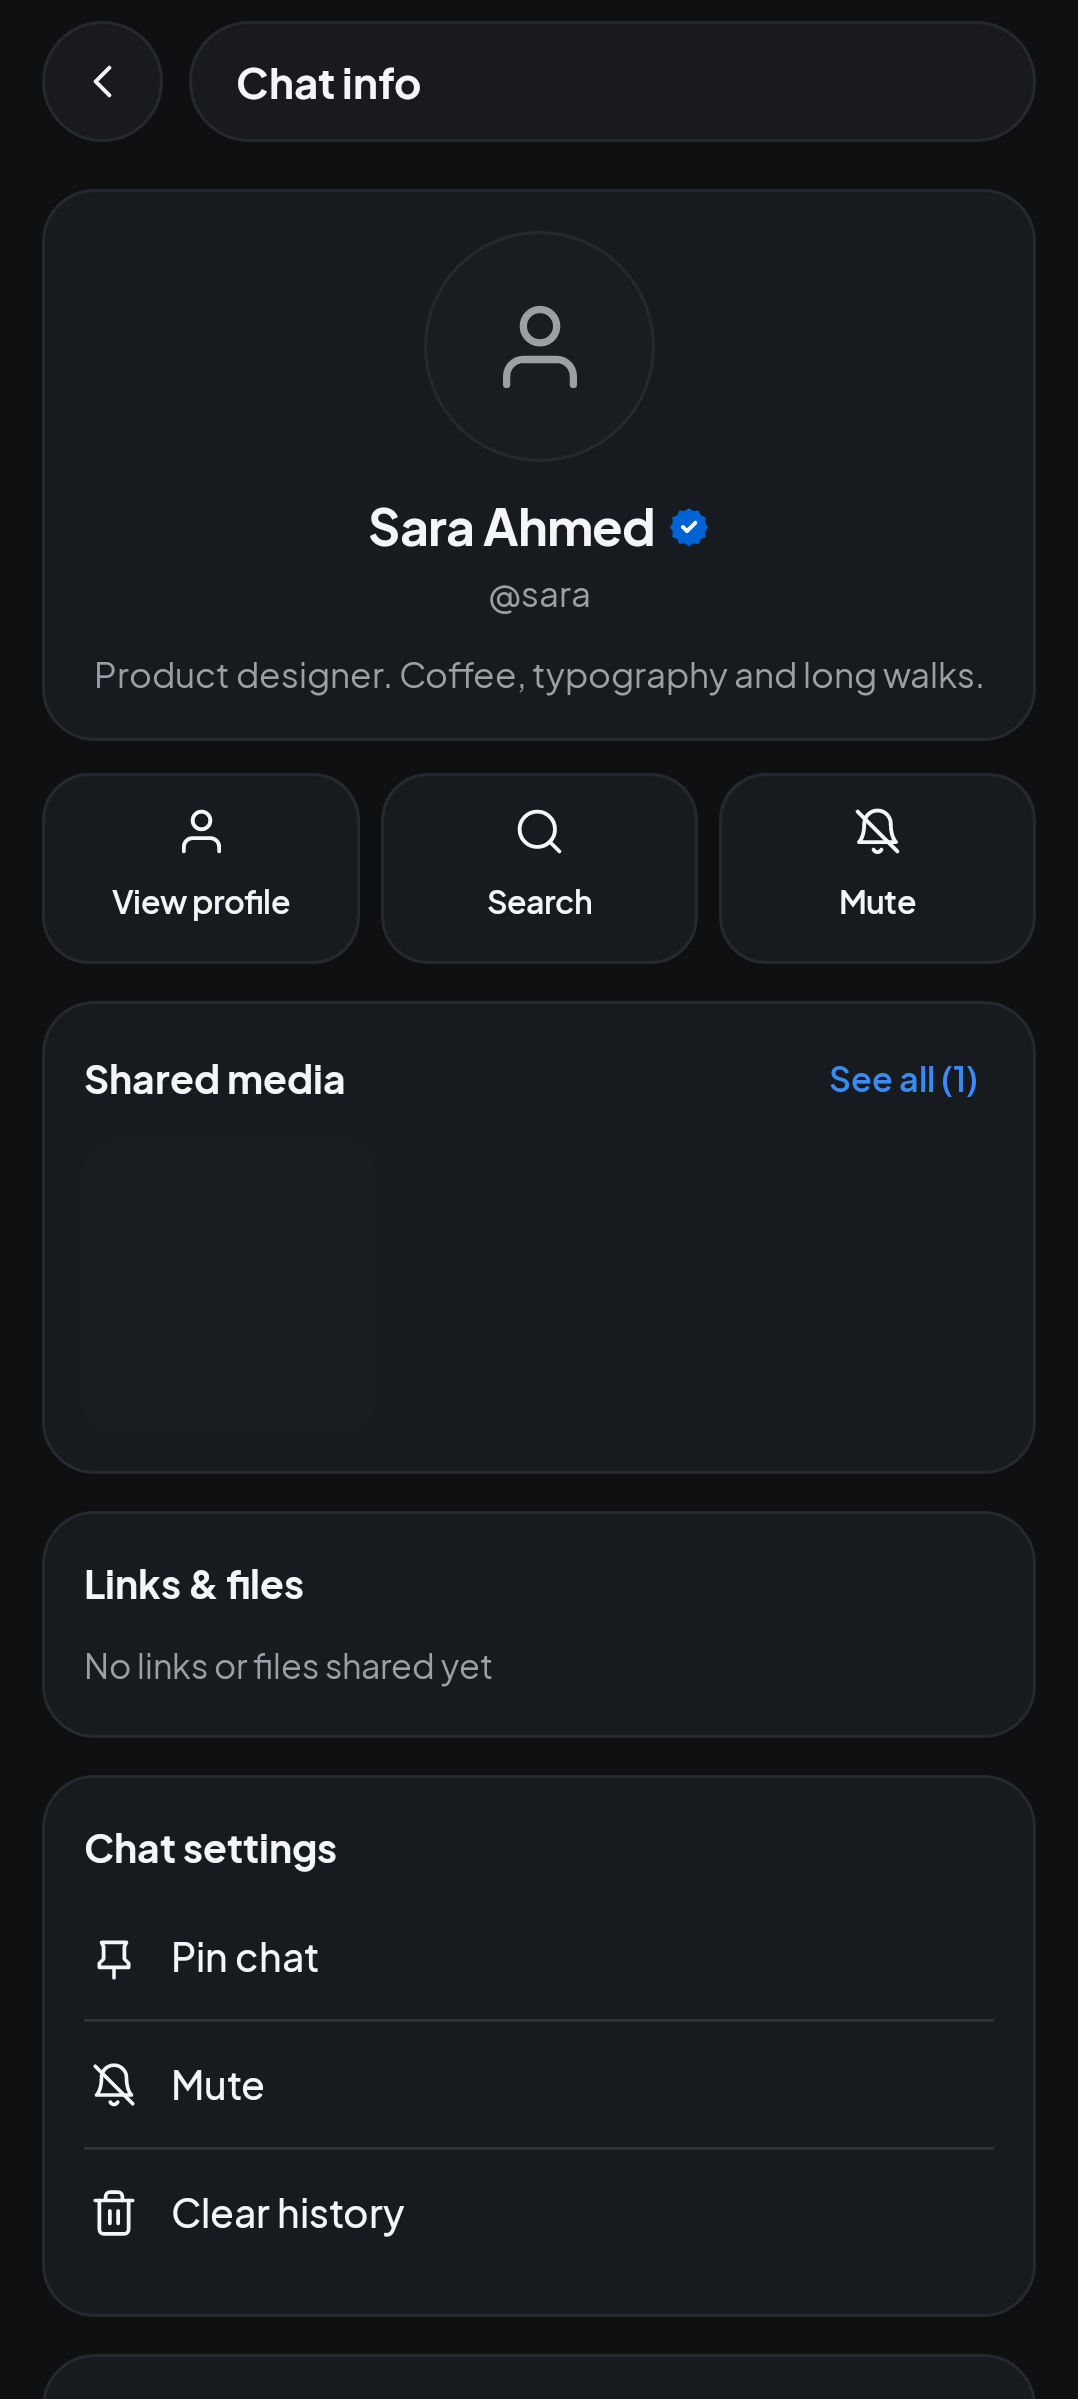 Chat info
Sara Ahmed
@sara
Product designer. Coffee, typography and long walks.
View profile
Search
Mute
Shared media
See all (1)
Links & files
No links or files shared yet
Chat settings
Pin chat
Mute
Clear history